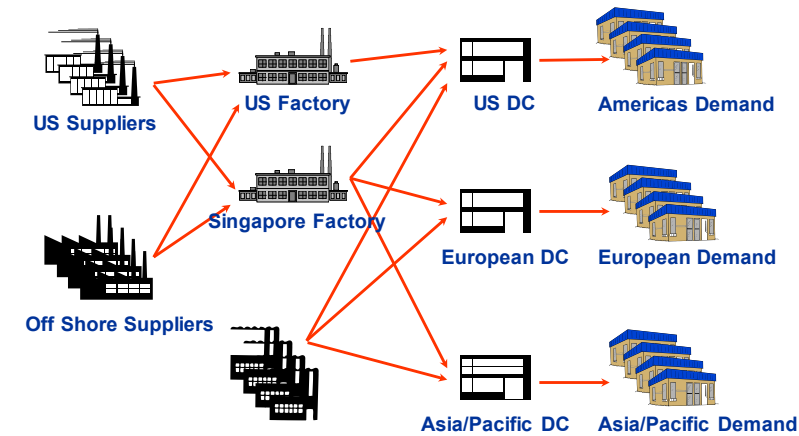 US Suppliers
US Factory
US DC
Americas Demand
Singapore Factory
European DC
European Demand
Off Shore Suppliers
Asia/Pacific DC
Asia/Pacific Demand